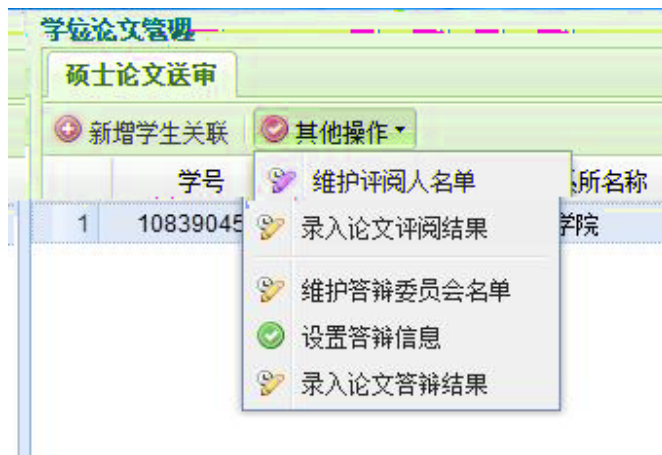 学位论文管理
硕士论文送审
新增学生关联 其他操作
学号 所名称
1 10839045 学院
维护评阅人名单
录入论文评阅结果
维护答辩委员会名单
设置答辩信息
录入论文答辩结果